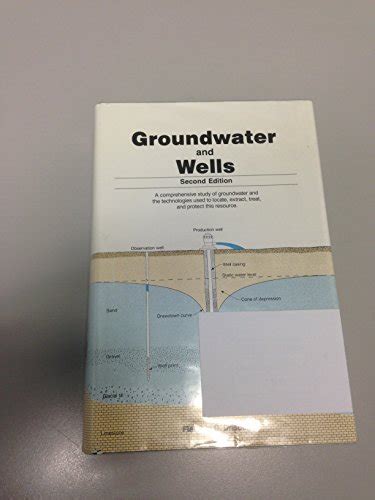 Groundwater
and
Wells
Second Edition
A comprehensive study of groundwater and
the technologies used to locate, extract, treat,
and protect this resource.
Production well
Observation well
Well casing
Static water level
Cone of depression
Sand
Drawdown curve
Gravel
Well point
Glacial till
Limestone